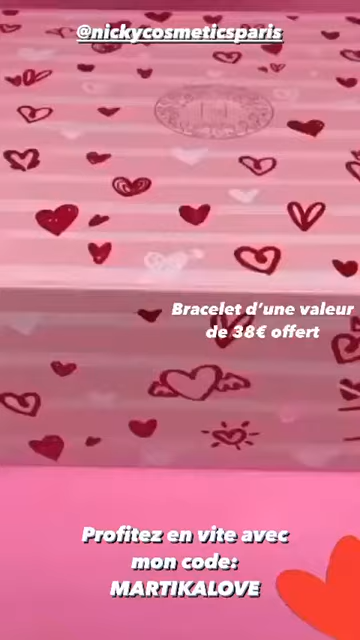 @nickycosmeticsparis
Bracelet d'une valeur
de 38€ offert
Profitez en vite avec
mon code:
MARTIKALOVE